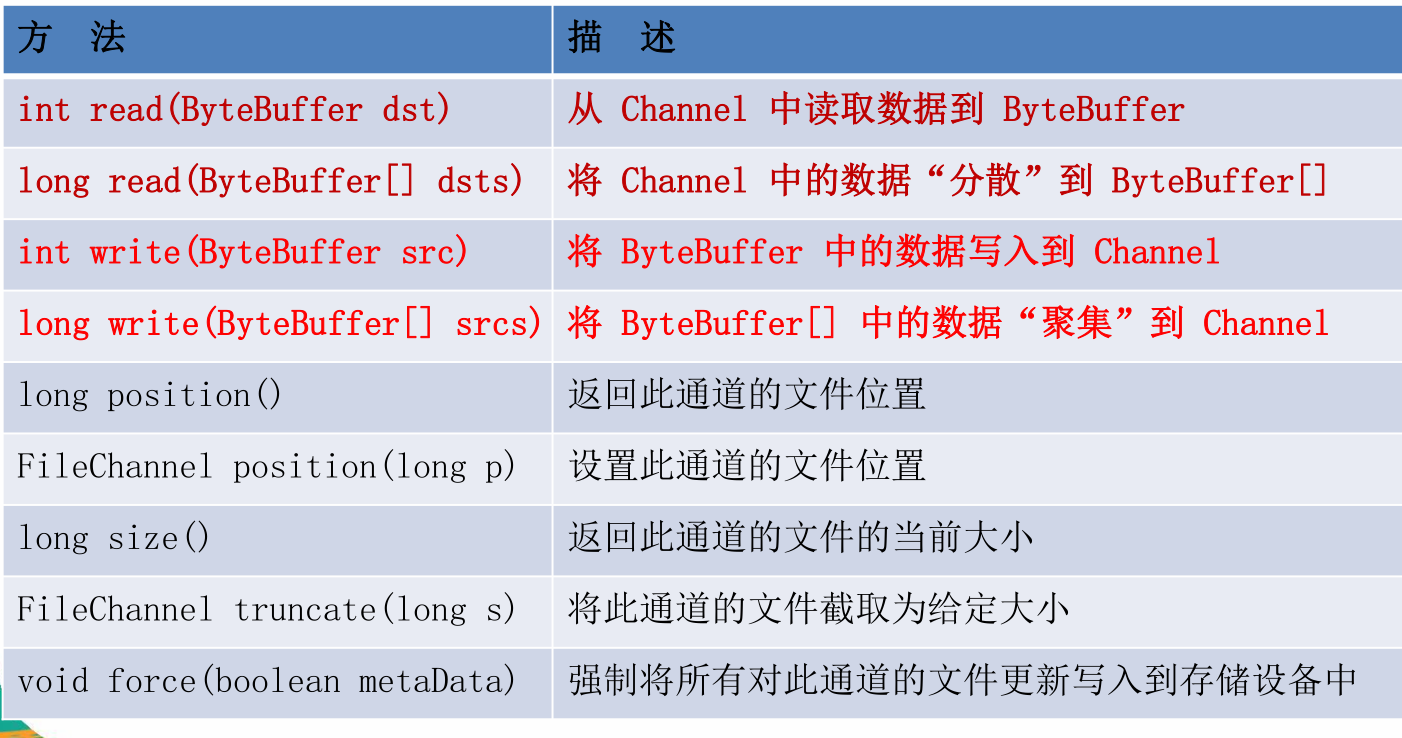 方 法 描 述
int read(ByteBuffer dst) 从 Channel 中读取数据到 ByteBuffer
long read(ByteBuffer[] dsts) 将 Channel 中的数据“分散”到 ByteBuffer[]
int write(ByteBuffer src) 将 ByteBuffer 中的数据写入到 Channel
long write(ByteBuffer[] srcs) 将 ByteBuffer[] 中的数据“聚集”到 Channel
long position() 返回此通道的文件位置
FileChannel position(long p) 设置此通道的文件位置
long size() 返回此通道的文件的当前大小
FileChannel truncate(long s) 将此通道的文件截取为给定大小
void force(boolean metaData) 强制将所有对此通道的文件更新写入到存储设备中